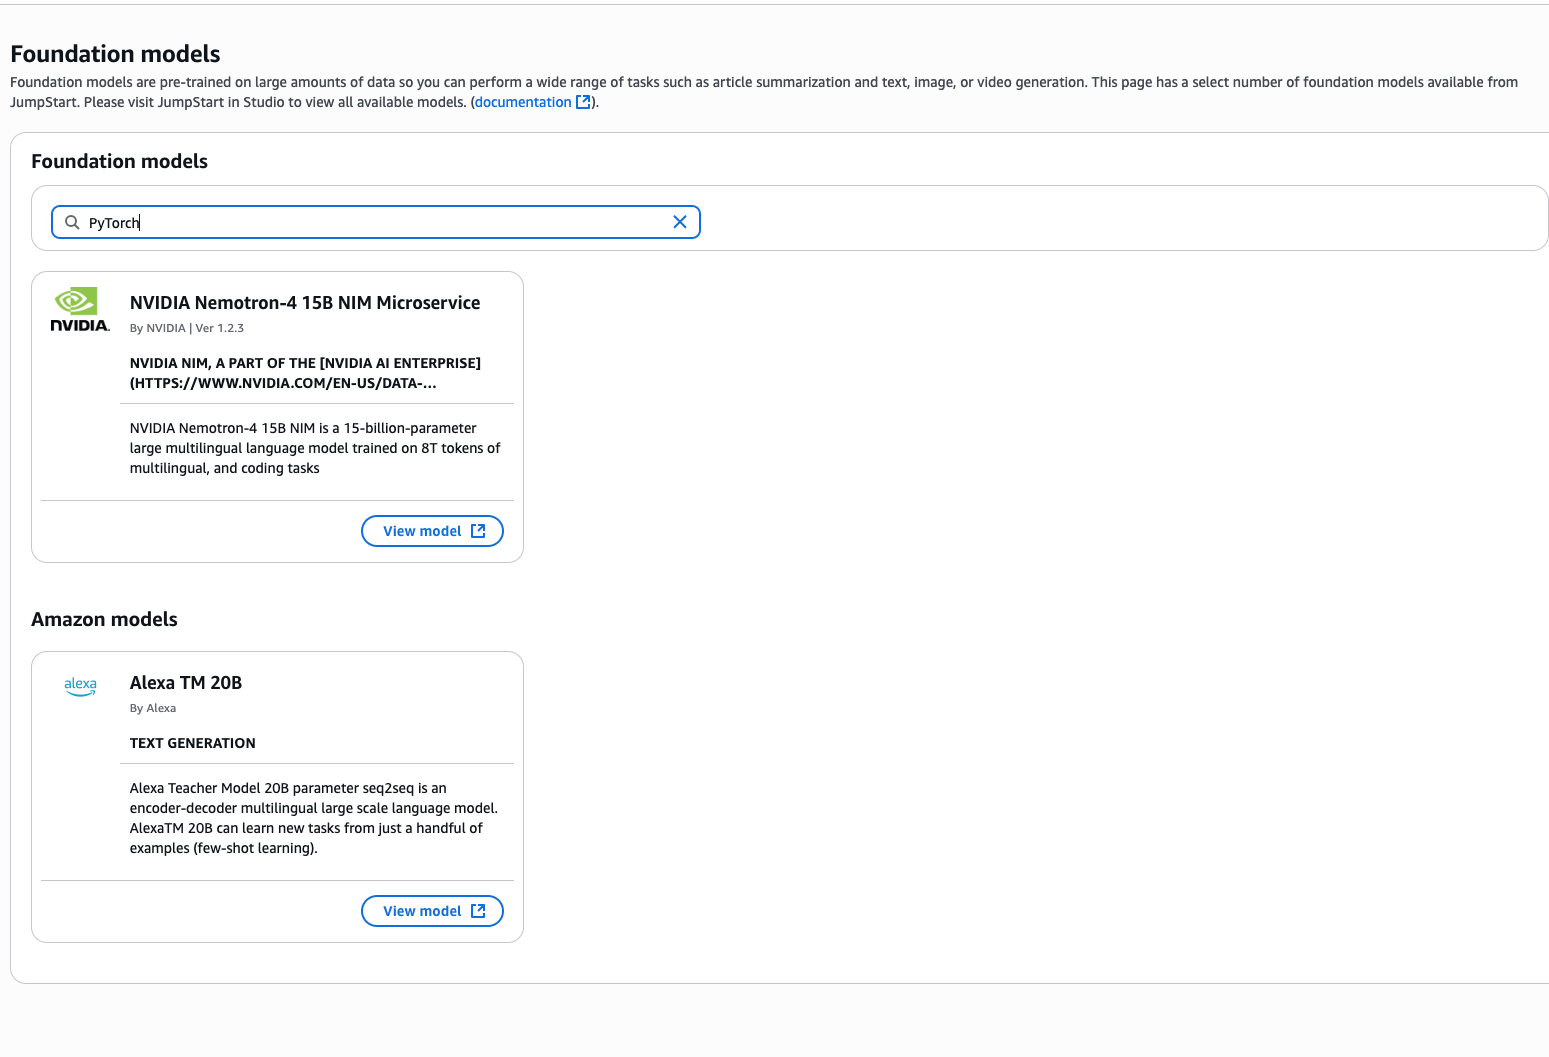 Foundation models
Foundation models are pre-trained on large amounts of data so you can perform a wide range of tasks such as article summarization and text, image, or video generation. This page has a select number of foundation models available from
JumpStart. Please visit JumpStart in Studio to view all available models. (documentation ).
Foundation models
PyTorch
NVIDIA.
NVIDIA Nemotron-4 15B NIM Microservice
By NVIDIA | Ver 1.2.3
NVIDIA NIM, A PART OF THE [NVIDIA AI ENTERPRISE]
(HTTPS://WWW.NVIDIA.COM/EN-US/DATA-...
NVIDIA Nemotron-4 15B NIM is a 15-billion-parameter
large multilingual language model trained on 8T tokens of
multilingual, and coding tasks
View model
Amazon models
alexa
Alexa TM 20B
By Alexa
TEXT GENERATION
Alexa Teacher Model 20B parameter seq2seq is an
encoder-decoder multilingual large scale language model.
AlexaTM 20B can learn new tasks from just a handful of
examples (few-shot learning).
View model